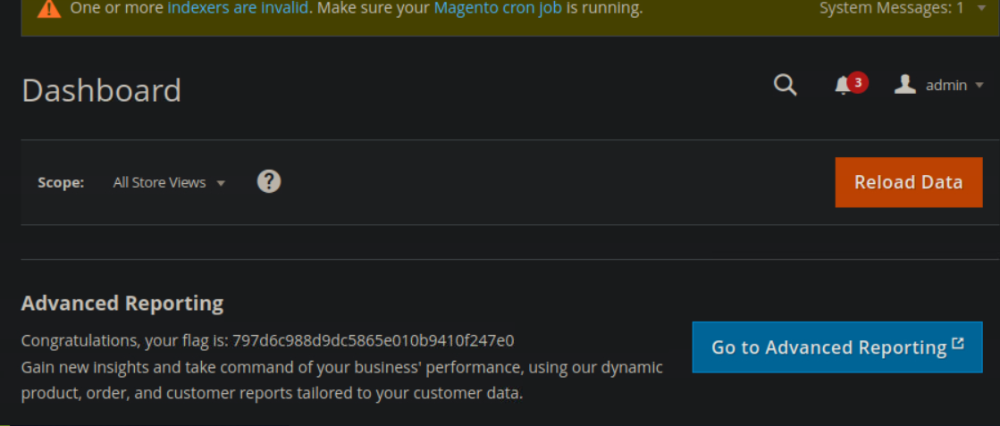 One or more indexers are invalid. Make sure your Magento cron job is running. System Messages: 1
Dashboard
3
admin
Scope: All Store Views ? Reload Data
Advanced Reporting
Congratulations, your flag is: 797d6c988d9dc5865e010b9410f247e0
Gain new insights and take command of your business' performance, using our dynamic
product, order, and customer reports tailored to your customer data.
Go to Advanced Reporting